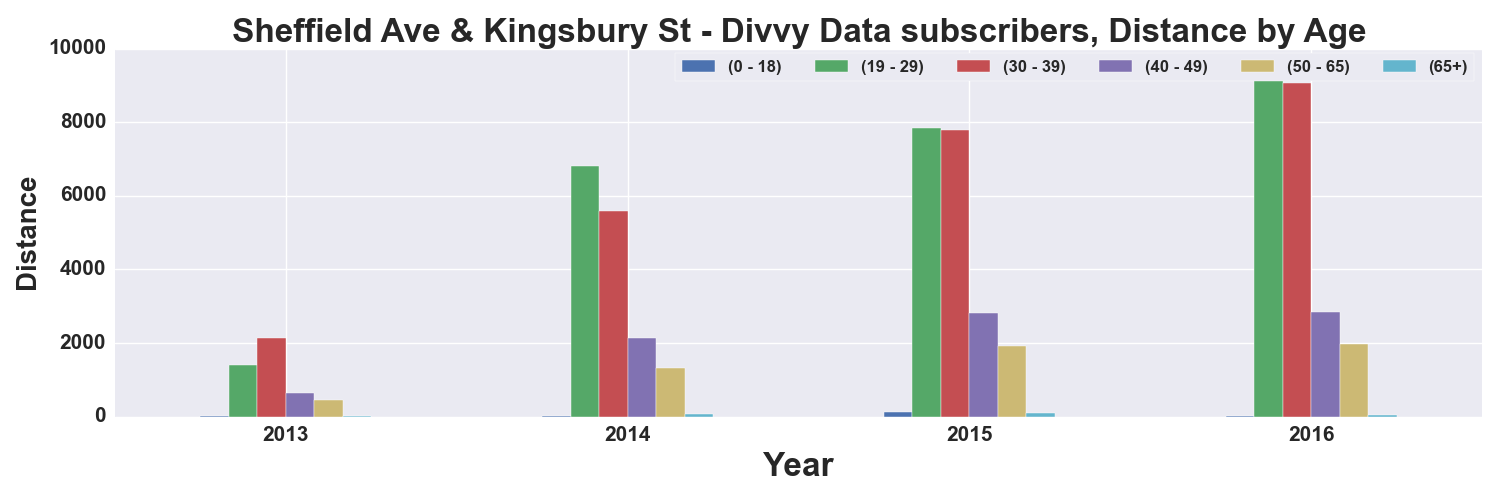 Sheffield Ave & Kingsbury St - Divvy Data subscribers, Distance by Age
10000
(0 - 18) (19 - 29) (30 - 39) (40 - 49) (50 - 65) (65+)
8000
6000
Distance
4000
2000
0
2013 2014 2015 2016
Year